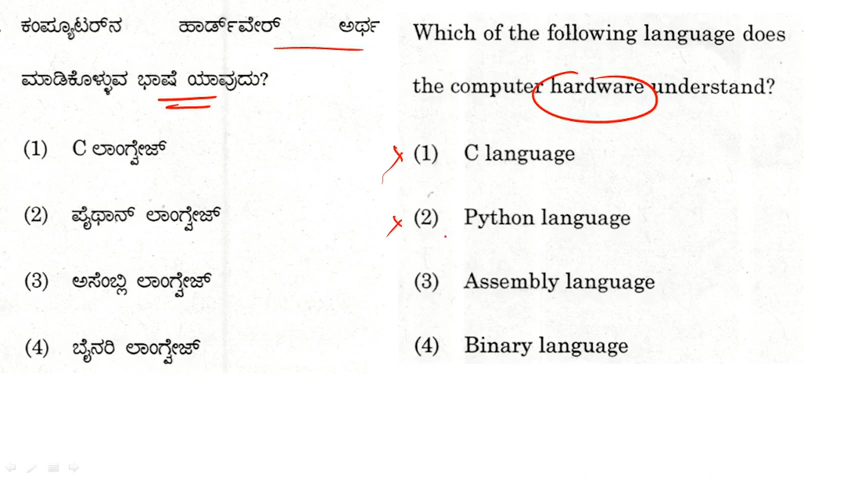 ಕಂಪ್ಯೂಟರ್‌ನ ಹಾರ್ಡ್‌ವೇರ್ ಅರ್ಥ
ಮಾಡಿಕೊಳ್ಳುವ ಭಾಷೆ ಯಾವುದು?
(1) C ಲಾಂಗ್ವೇಜ್
(2) ಪೈಥಾನ್ ಲಾಂಗ್ವೇಜ್
(3) ಅಸೆಂಬ್ಲಿ ಲಾಂಗ್ವೇಜ್
(4) ಬೈನರಿ ಲಾಂಗ್ವೇಜ್
Which of the following language does
the computer hardware understand?
(1) C language
(2) Python language
(3) Assembly language
(4) Binary language